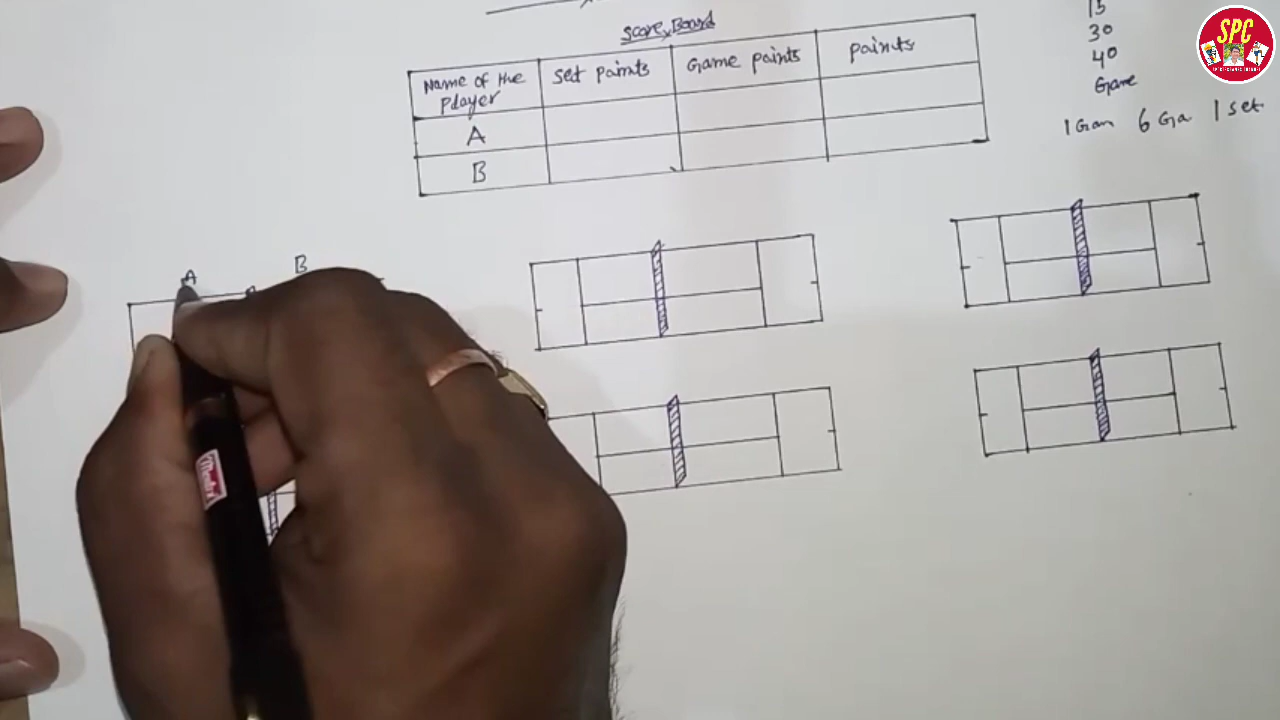 Score Board
Name of the
Player
Set Points
Game points
points
A
B
15
30
40
Game
1 Gam 6 Ga 1 set
A
B
SPC